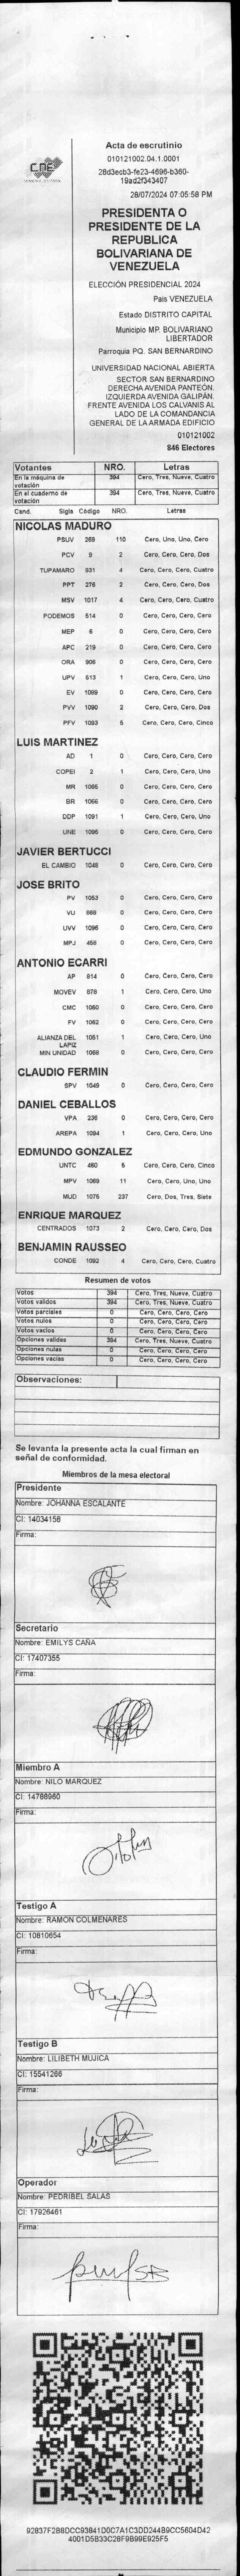 CNE
Acta de escrutinio
010121002.04.1.0001
28d3ecb3-fe23-4696-b360-
19ad2f343407
28/07/2024 07:05:58 PM
PRESIDENTA O
PRESIDENTE DE LA
REPUBLICA
BOLIVARIANA DE
VENEZUELA
ELECCIÓN PRESIDENCIAL 2024
Pais VENEZUELA
Estado DISTRITO CAPITAL
Municipio MP. BOLIVARIANO
LIBERTADOR
Parroquia PQ. SAN BERNARDINO
UNIVERSIDAD NACIONAL ABIERTA
SECTOR SAN BERNARDINO
DERECHA AVENIDA PANTEÓN.
IZQUIERDA AVENIDA GALIPÁN.
FRENTE AVENIDA LOS CALVANIS AL
LADO DE LA COMANDANCIA
GENERAL DE LA ARMADA EDIFICIO
010121002
846 Electores
Votantes NRO. Letras
En la máquina de votación 394 Cero, Tres, Nueve, Cuatro
En el cuaderno de votación 394 Cero, Tres, Nueve, Cuatro
Cand. Sigla Código NRO. Letras
NICOLAS MADURO
PSUV 269 110 Cero, Uno, Uno, Cero
PCV 9 2 Cero, Cero, Cero, Dos
TUPAMARO 931 4 Cero, Cero, Cero, Cuatro
PPT 276 2 Cero, Cero, Cero, Dos
MSV 1017 4 Cero, Cero, Cero, Cuatro
PODEMOS 514 0 Cero, Cero, Cero, Cero
MEP 6 0 Cero, Cero, Cero, Cero
APC 219 0 Cero, Cero, Cero, Cero
ORA 906 0 Cero, Cero, Cero, Cero
UPV 613 1 Cero, Cero, Cero, Uno
EV 1089 0 Cero, Cero, Cero, Cero
PVV 1090 2 Cero, Cero, Cero, Dos
PFV 1093 5 Cero, Cero, Cero, Cinco
LUIS MARTINEZ
AD 1 0 Cero, Cero, Cero, Cero
COPEI 2 1 Cero, Cero, Cero, Uno
MR 1065 0 Cero, Cero, Cero, Cero
BR 1066 0 Cero, Cero, Cero, Cero
DDP 1091 1 Cero, Cero, Cero, Uno
UNE 1095 0 Cero, Cero, Cero, Cero
JAVIER BERTUCCI
EL CAMBIO 1048 0 Cero, Cero, Cero, Cero
JOSE BRITO
PV 1053 0 Cero, Cero, Cero, Cero
VU 868 0 Cero, Cero, Cero, Cero
UVV 1096 0 Cero, Cero, Cero, Cero
MPJ 458 0 Cero, Cero, Cero, Cero
ANTONIO ECARRI
AP 814 0 Cero, Cero, Cero, Cero
MOVEV 878 1 Cero, Cero, Cero, Uno
CMC 1060 0 Cero, Cero, Cero, Cero
FV 1062 0 Cero, Cero, Cero, Cero
ALIANZA DEL LAPIZ 1051 1 Cero, Cero, Cero, Uno
MIN UNIDAD 1068 0 Cero, Cero, Cero, Cero
CLAUDIO FERMIN
SPV 1049 0 Cero, Cero, Cero, Cero
DANIEL CEBALLOS
VPA 236 0 Cero, Cero, Cero, Cero
AREPA 1094 1 Cero, Cero, Cero, Uno
EDMUNDO GONZALEZ
UNTC 460 5 Cero, Cero, Cero, Cinco
MPV 1069 11 Cero, Cero, Uno, Uno
MUD 1075 237 Cero, Dos, Tres, Siete
ENRIQUE MARQUEZ
CENTRADOS 1073 2 Cero, Cero, Cero, Dos
BENJAMIN RAUSSEO
CONDE 1092 4 Cero, Cero, Cero, Cuatro
Resumen de votos
Votos 394 Cero, Tres, Nueve, Cuatro
Votos validos 394 Cero, Tres, Nueve, Cuatro
Votos parciales 0 Cero, Cero, Cero, Cero
Votos nulos 0 Cero, Cero, Cero, Cero
Votos vacíos 0 Cero, Cero, Cero, Cero
Opciones validas 394 Cero, Tres, Nueve, Cuatro
Opciones nulas 0 Cero, Cero, Cero, Cero
Opciones vacias 0 Cero, Cero, Cero, Cero
Observaciones:
Se levanta la presente acta la cual firman en
señal de conformidad.
Miembros de la mesa electoral
Presidente
Nombre: JOHANNA ESCALANTE
CI: 14034158
Firma:
Secretario
Nombre: EMILYS CAÑA
CI: 17407355
Firma:
Miembro A
Nombre: NILO MARQUEZ
CI: 14788960
Firma:
Testigo A
Nombre: RAMON COLMENARES
CI: 10810654
Firma:
Testigo B
Nombre: LILIBETH MUJICA
CI: 15541266
Firma:
Operador
Nombre: PEDRIBEL SALAS
CI: 17926461
Firma:
92837F2B8DCC93841D0C7A1C3DD244B9CC5604D42
4001D5B33C28F9B99E925F5